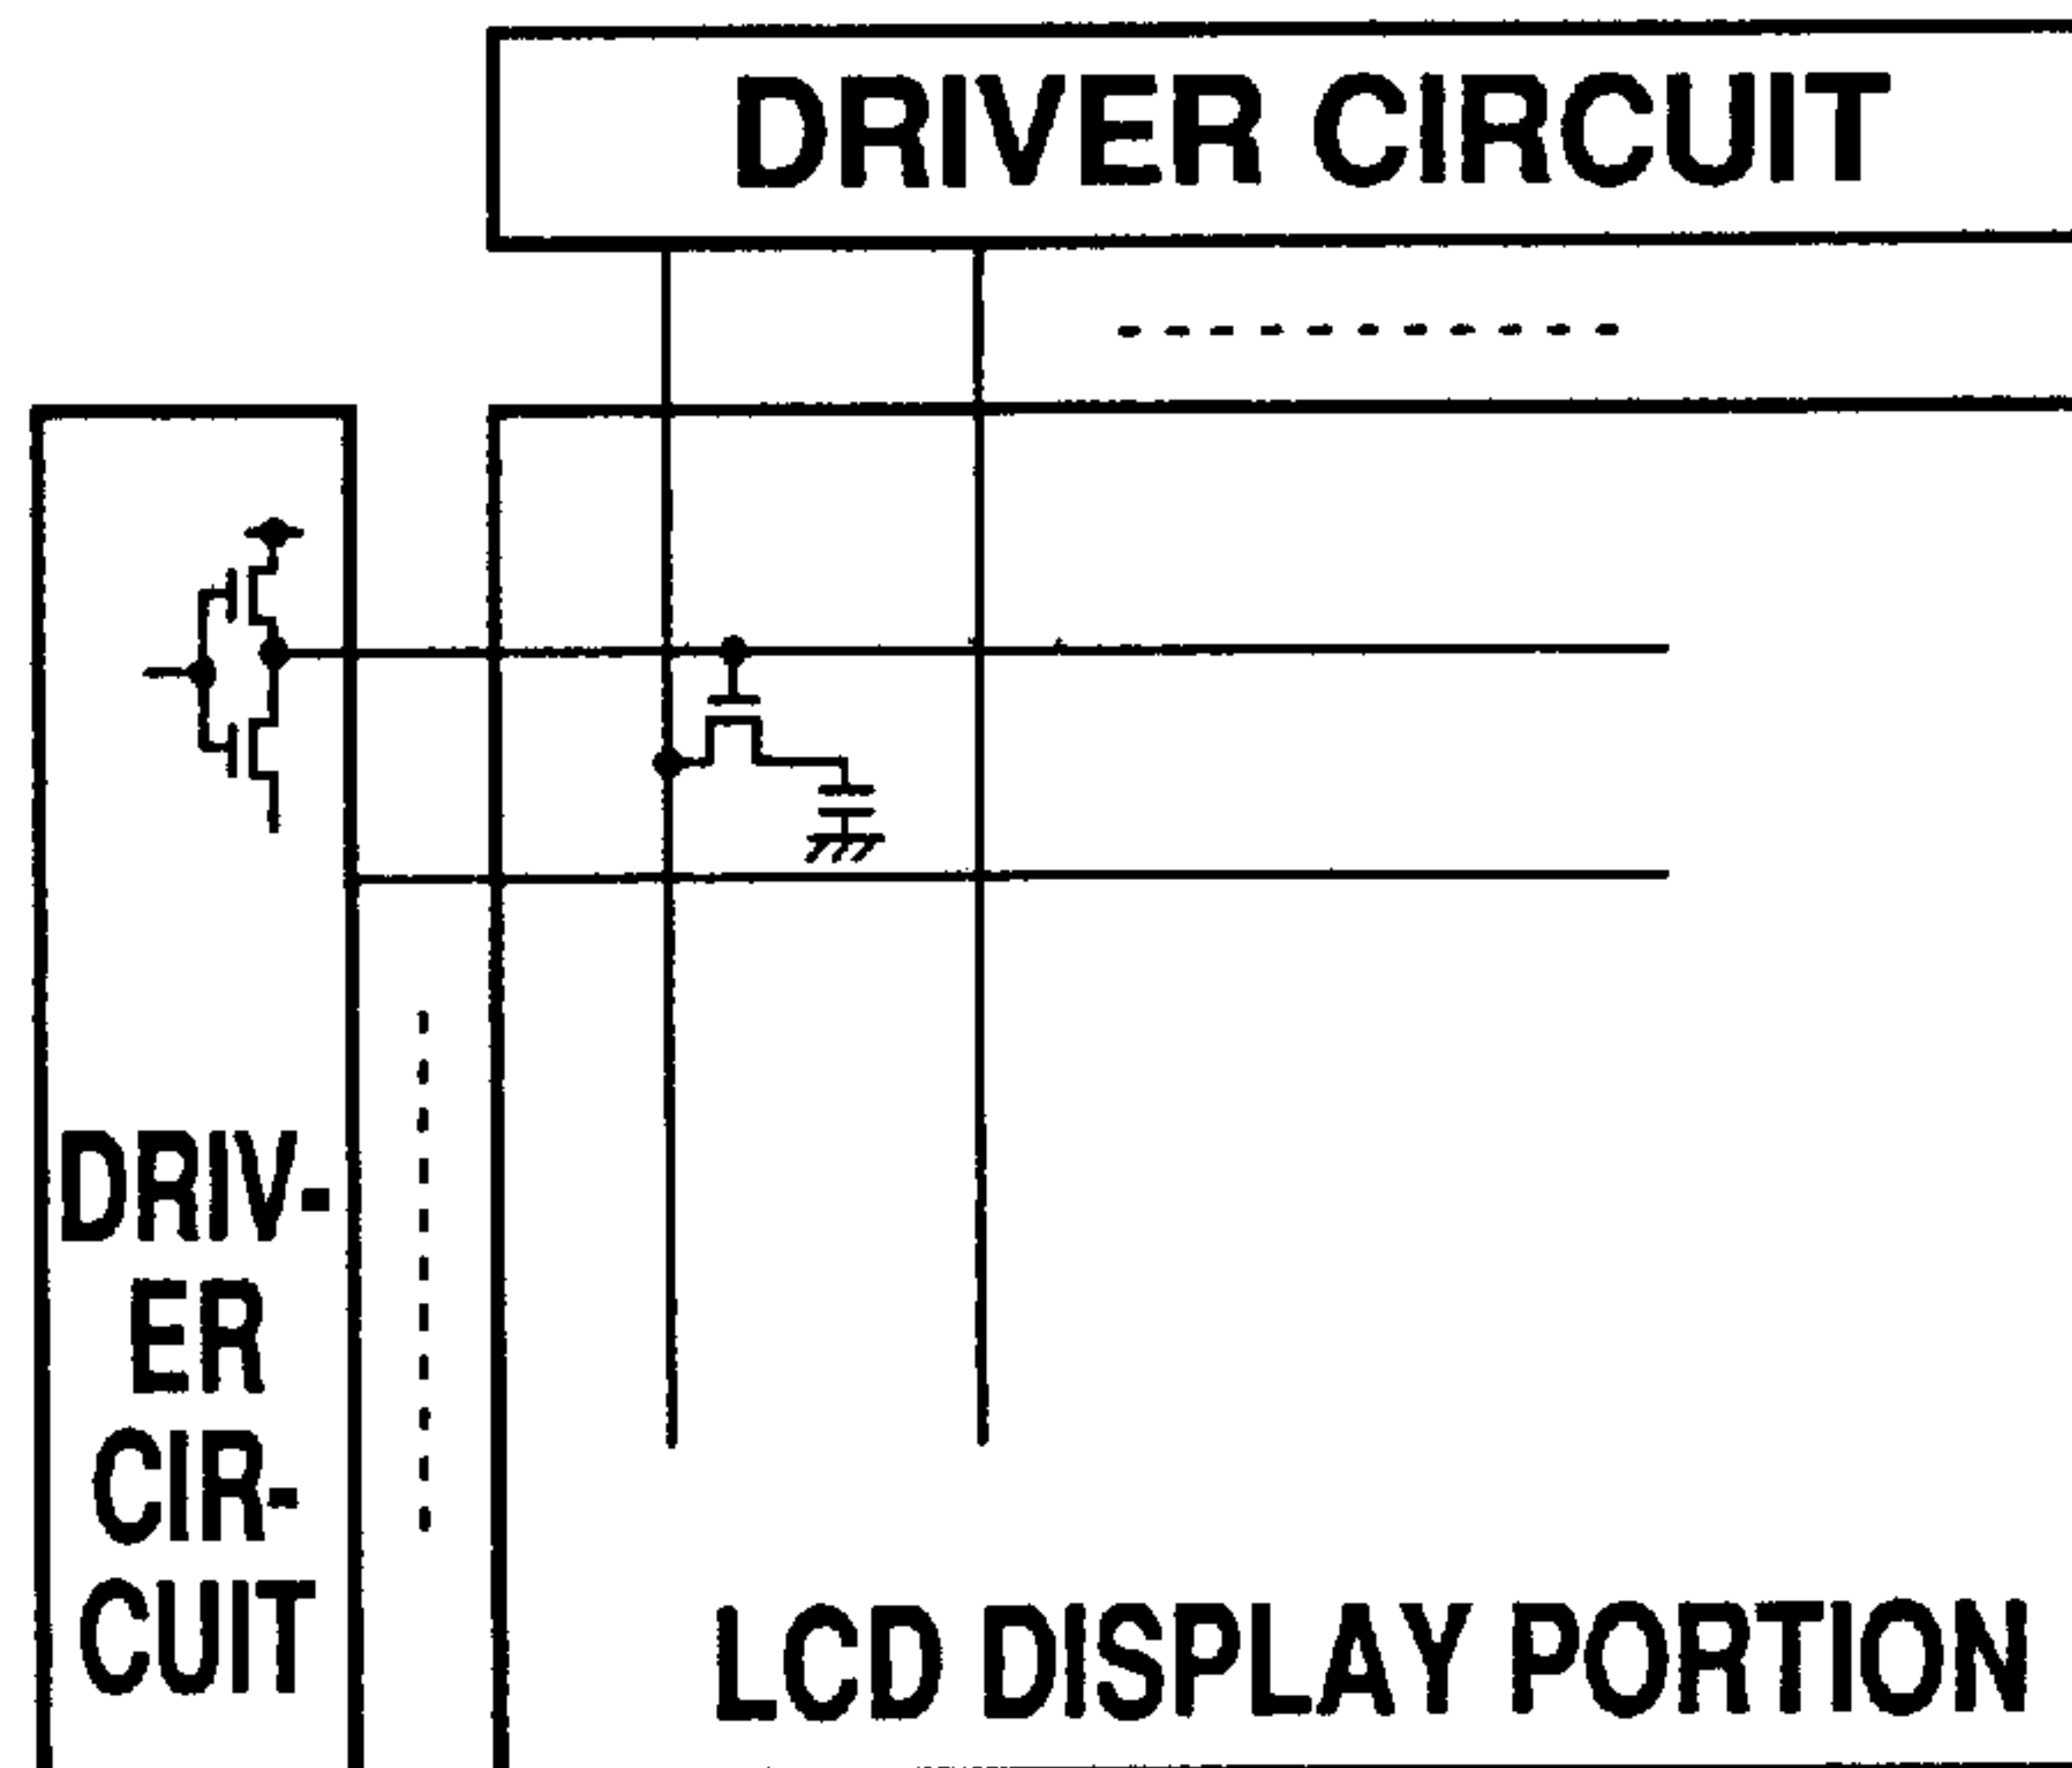 DRIVER CIRCUIT
DRIV-
ER
CIR-
CUIT
LCD DISPLAY PORTION